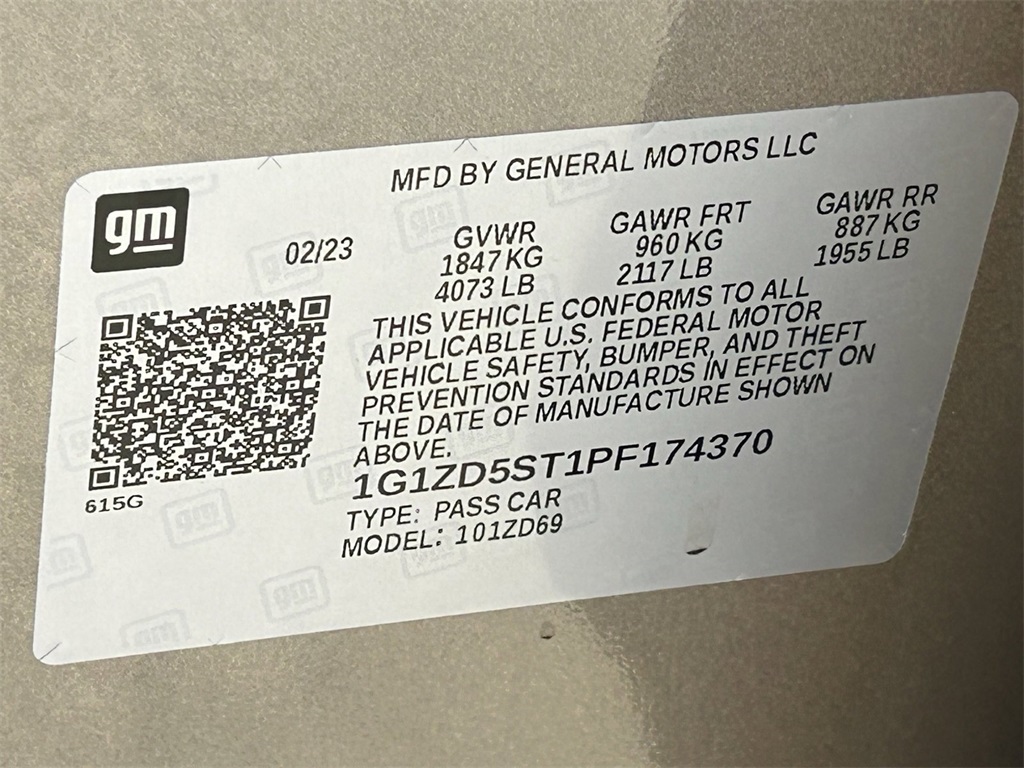 MFD BY GENERAL MOTORS LLC
gm
02/23
GVWR
1847 KG
4073 LB
GAWR FRT
960 KG
2117 LB
GAWR RR
887 KG
1955 LB
THIS VEHICLE CONFORMS TO ALL
APPLICABLE U.S. FEDERAL MOTOR
VEHICLE SAFETY, BUMPER, AND THEFT
PREVENTION STANDARDS IN EFFECT ON
THE DATE OF MANUFACTURE SHOWN
ABOVE.
1G1ZD5ST1PF174370
615G
TYPE: PASS CAR
MODEL: 101ZD69